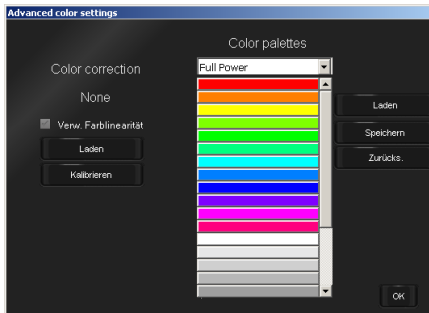 Advanced color settings
Color palettes
Color correction
Full Power
None
Laden
Verw. Farblinearität
Speichern
Laden
Zurücks.
Kalibrieren
OK